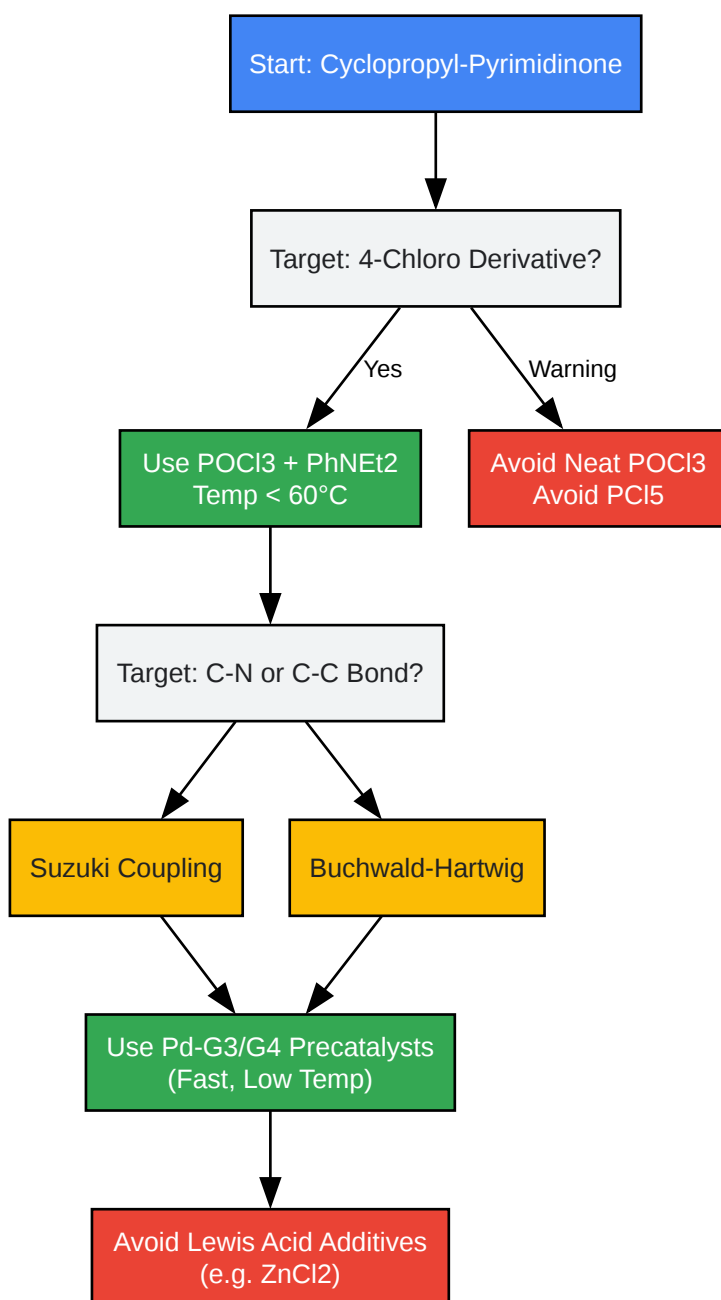 Start: Cyclopropyl-Pyrimidinone
Target: 4-Chloro Derivative?
Yes
Warning
Use POCl3 + PhNEt2
Temp < 60°C
Avoid Neat POCl3
Avoid PCl5
Target: C-N or C-C Bond?
Suzuki Coupling
Buchwald-Hartwig
Use Pd-G3/G4 Precatalysts
(Fast, Low Temp)
Avoid Lewis Acid Additives
(e.g. ZnCl2)